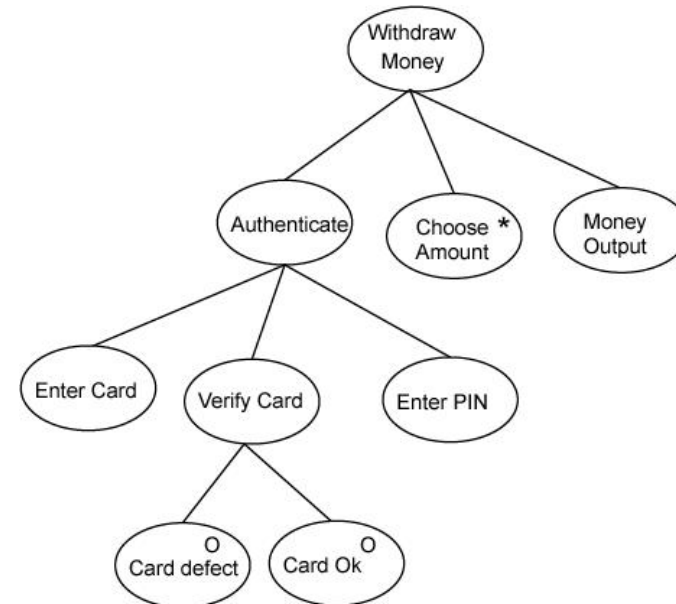 Withdraw
Money
Authenticate
Choose *
Amount
Money
Output
Enter Card
Verify Card
Enter PIN
O
Card defect
O
Card Ok